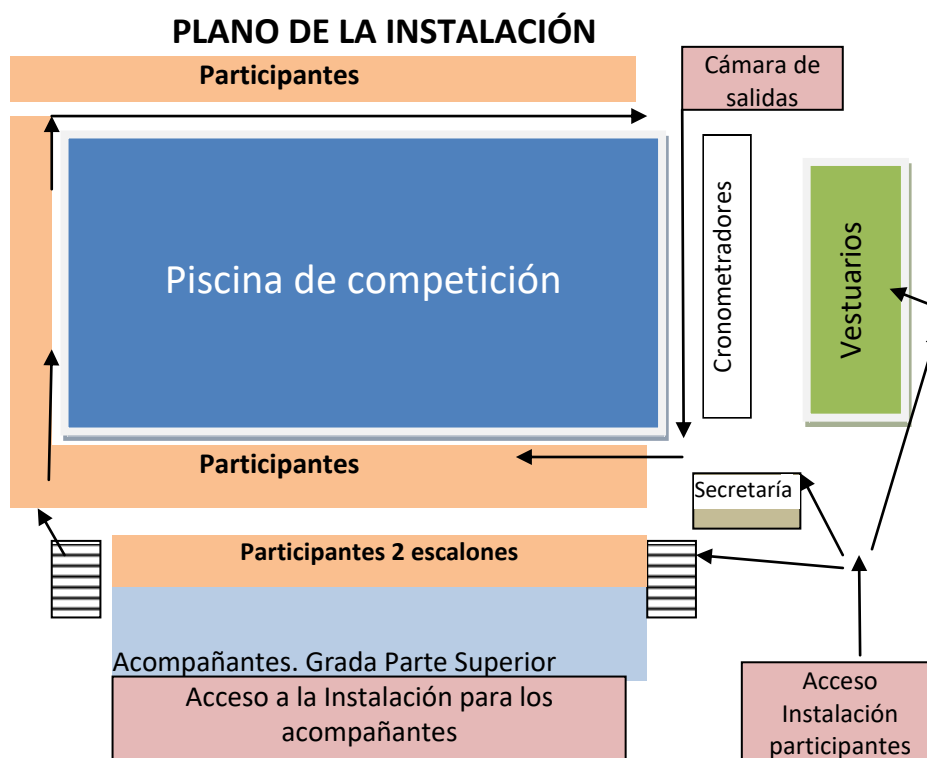 PLANO DE LA INSTALACIÓN
Participantes
Cámara de
salidas
Piscina de competición
Cronometradores
Vestuarios
Participantes
Secretaría
Participantes 2 escalones
Acompañantes. Grada Parte Superior
Acceso a la Instalación para los
acompañantes
Acceso
Instalación
participantes